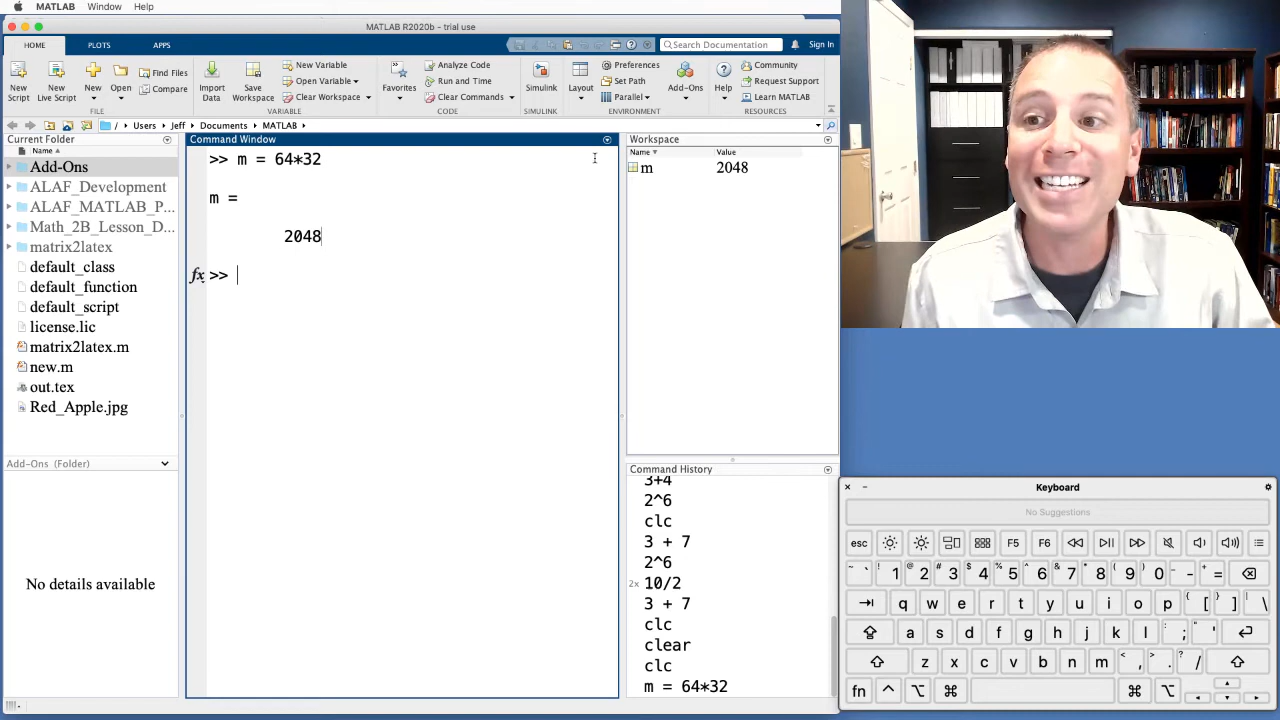 MATLAB Window Help
MATLAB R2020b - trial use
HOME PLOTS APPS
Search Documentation Sign In
New Script
New Live Script
New
Open
Find Files
Compare
FILE
Import Data
Save Workspace
New Variable
Open Variable
Clear Workspace
VARIABLE
Favorites
Analyze Code
Run and Time
Clear Commands
CODE
Simulink
SIMULINK
Layout
Preferences
Set Path
Parallel
Add-Ons
ENVIRONMENT
Help
Community
Request Support
Learn MATLAB
RESOURCES
/ Users Jeff Documents MATLAB
Current Folder
Name
Add-Ons
ALAF_Development
ALAF_MATLAB_P...
Math_2B_Lesson_D...
matrix2latex
default_class
default_function
default_script
license.lic
matrix2latex.m
new.m
out.tex
Red_Apple.jpg
Add-Ons (Folder)
No details available
Command Window
>> m = 64*32
m =
2048
fx >>
Workspace
Name Value
m 2048
Command History
3+4
2^6
clc
3 + 7
2^6
2x 10/2
3 + 7
clc
clear
clc
m = 64*32
Keyboard
No Suggestions
esc F5 F6
~ ` ! 1 @ 2 # 3 $ 4 % 5 ^ 6 & 7 * 8 ( 9 ) 0 _ - + =
q w e r t y u i o p { [ } ] | \
a s d f g h j k l : ; " '
z x c v b n m < , > . ? /
fn